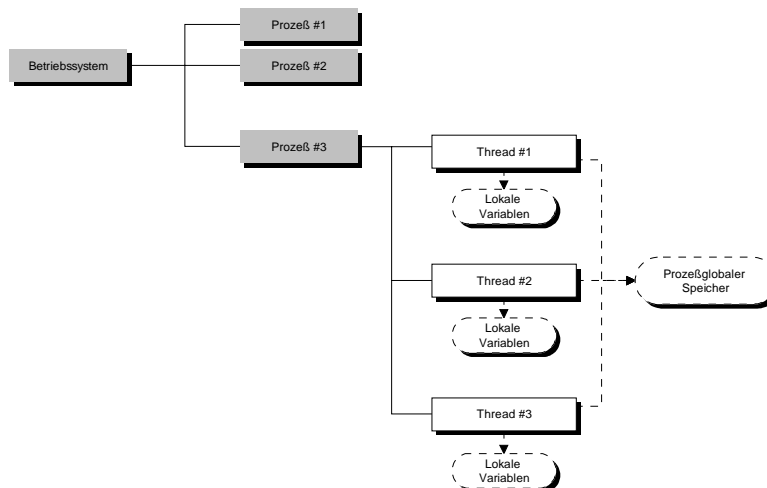 Prozeß #1
Betriebssystem
Prozeß #2
Prozeß #3
Thread #1
Lokale
Variablen
Thread #2
Prozeßglobaler
Speicher
Lokale
Variablen
Thread #3
Lokale
Variablen